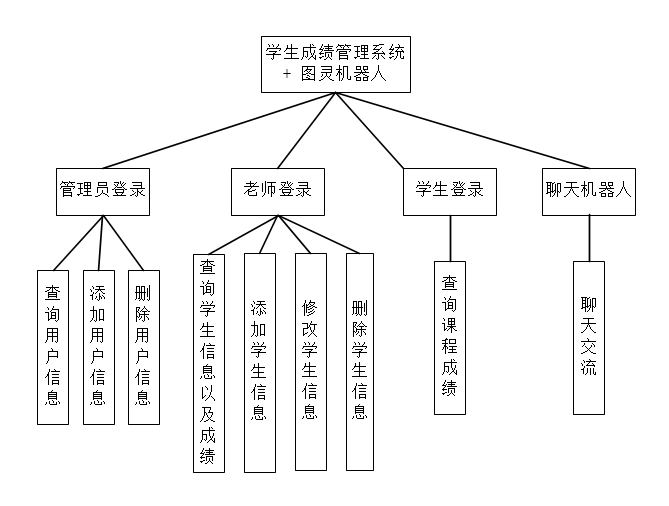 学生成绩管理系统
+ 图灵机器人
管理员登录
老师登录
学生登录
聊天机器人
查询用户信息
添加用户信息
删除用户信息
查询学生信息以及成绩
添加学生信息
修改学生信息
删除学生信息
查询课程成绩
聊天交流